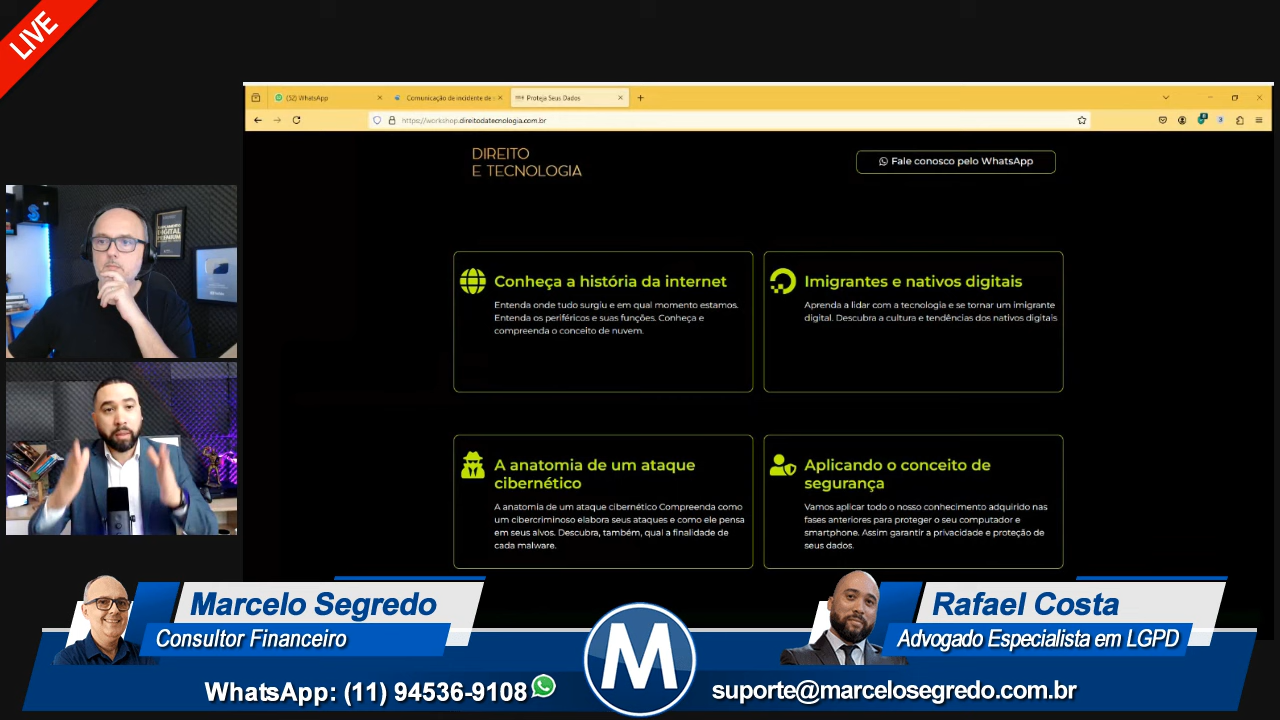 LIVE
(52) WhatsApp
Comunicação de incidente de s
Proteja Seus Dados
https://workshop.direitodatecnologia.com.br
DIREITO
E TECNOLOGIA
Fale conosco pelo WhatsApp
Conheça a história da internet
Entenda onde tudo surgiu e em qual momento estamos.
Entenda os periféricos e suas funções. Conheça e
compreenda o conceito de nuvem.
Imigrantes e nativos digitais
Aprenda a lidar com a tecnologia e se tornar um imigrante
digital. Descubra a cultura e tendências dos nativos digitais
A anatomia de um ataque
cibernético
A anatomia de um ataque cibernético Compreenda como
um cibercriminoso elabora seus ataques e como ele pensa
em seus alvos. Descubra, também, qual a finalidade de
cada malware.
Aplicando o conceito de
segurança
Vamos aplicar todo o nosso conhecimento adquirido nas
fases anteriores para proteger o seu computador e
smartphone. Assim garantir a privacidade e proteção de
seus dados.
Marcelo Segredo
Consultor Financeiro
Rafael Costa
Advogado Especialista em LGPD
M
WhatsApp: (11) 94536-9108
suporte@marcelosegredo.com.br